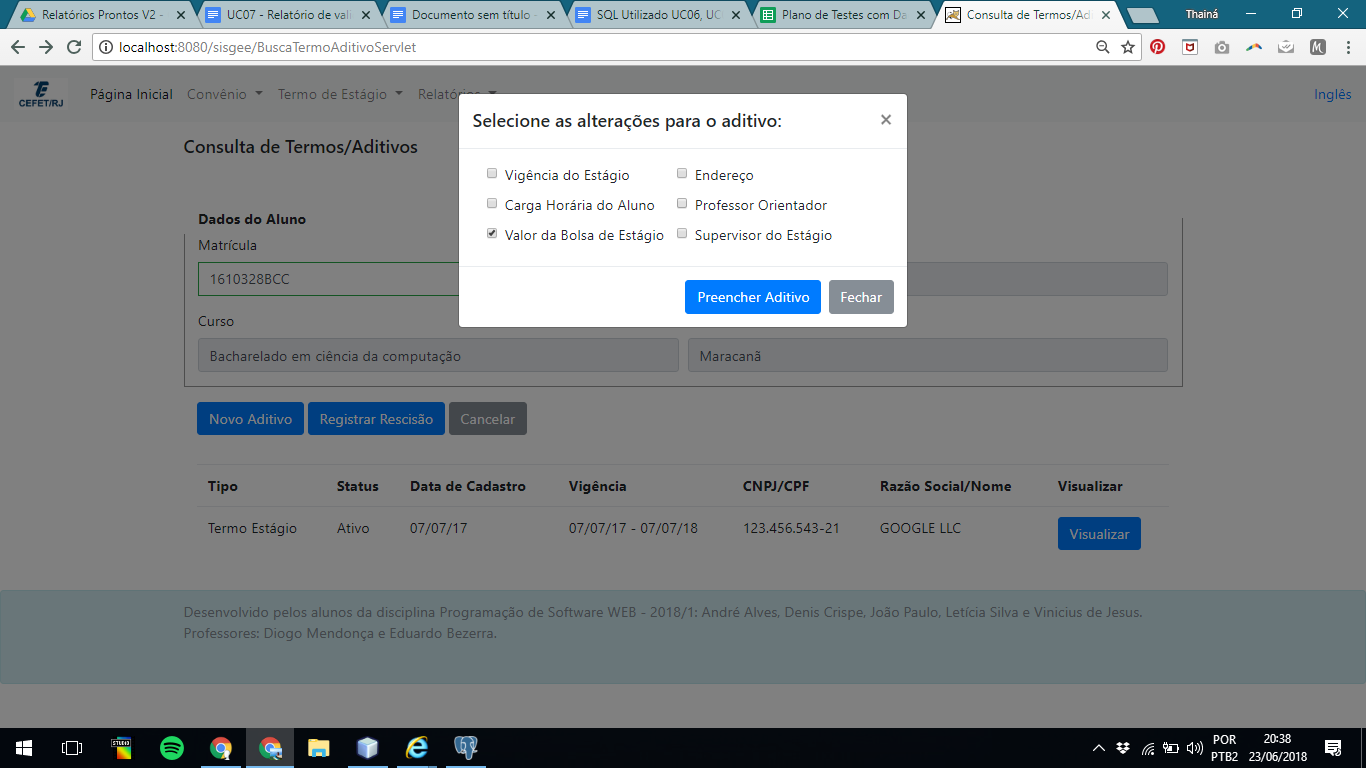 Relatórios Prontos V2 -
UC07 - Relatório de vali
Documento sem título -
SQL Utilizado UC06, UC
Plano de Testes com Da
Consulta de Termos/Adi
Thainá
localhost:8080/sisgee/BuscaTermoAditivoServlet
CEFET/RJ
Página Inicial Convênio Termo de Estágio Relatórios
Inglês
Selecione as alterações para o aditivo:
×
Consulta de Termos/Aditivos
Vigência do Estágio Endereço
Carga Horária do Aluno Professor Orientador
Valor da Bolsa de Estágio Supervisor do Estágio
Preencher Aditivo Fechar
Dados do Aluno
Matrícula
1610328BCC
Curso
Bacharelado em ciência da computação Maracanã
Novo Aditivo Registrar Rescisão Cancelar
Tipo Status Data de Cadastro Vigência CNPJ/CPF Razão Social/Nome Visualizar
Termo Estágio Ativo 07/07/17 07/07/17 - 07/07/18 123.456.543-21 GOOGLE LLC Visualizar
Desenvolvido pelos alunos da disciplina Programação de Software WEB - 2018/1: André Alves, Denis Crispe, João Paulo, Letícia Silva e Vinicius de Jesus.
Professores: Diogo Mendonça e Eduardo Bezerra.
STUDIO
POR
PTB2
20:38
23/06/2018